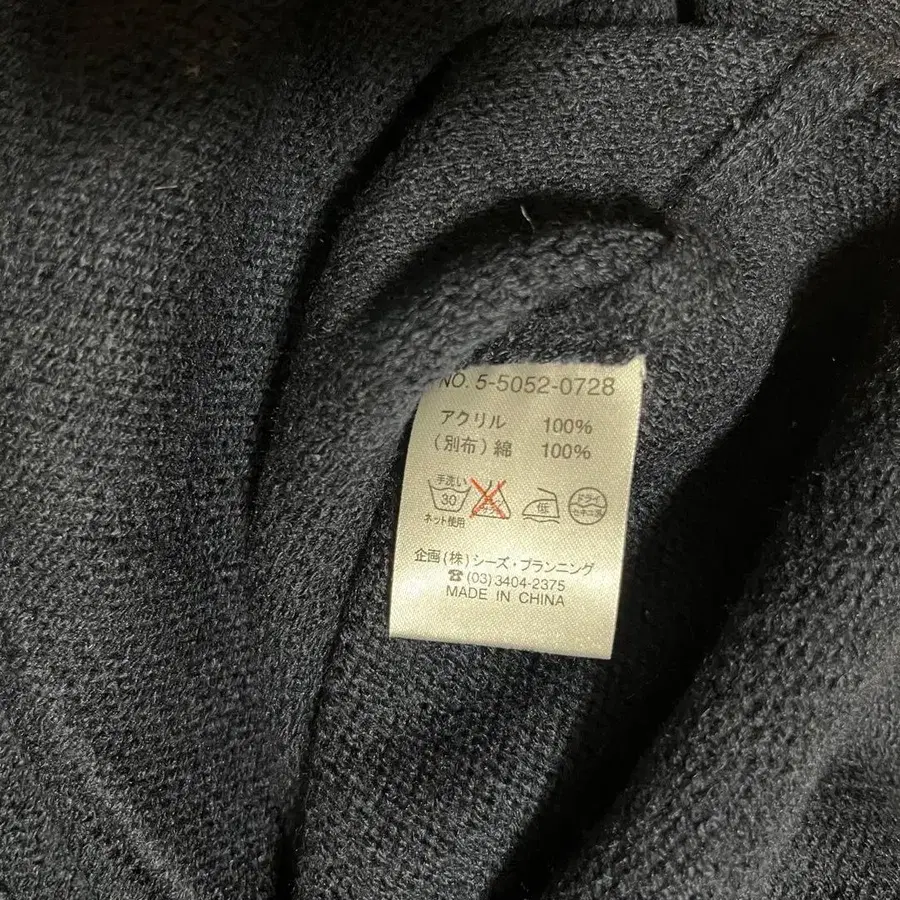 NO. 5-5052-0728
アクリル 100%
(別布) 綿 100%
手洗い
30
ネット使用
低
ドライ
セキユ系
企画(株)シーズ・プランニング
☎(03)3404-2375
MADE IN CHINA